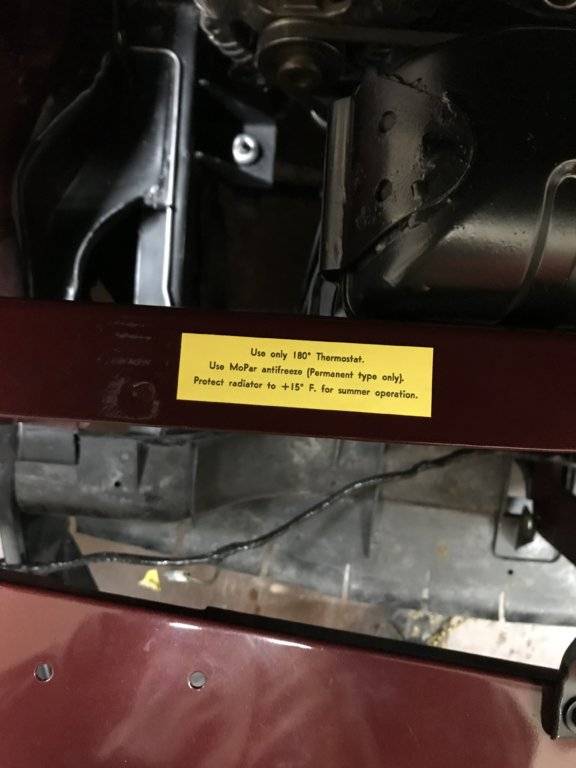 Use only 180° Thermostat.
Use MoPar antifreeze (Permanent type only).
Protect radiator to +15° F. for summer operation.